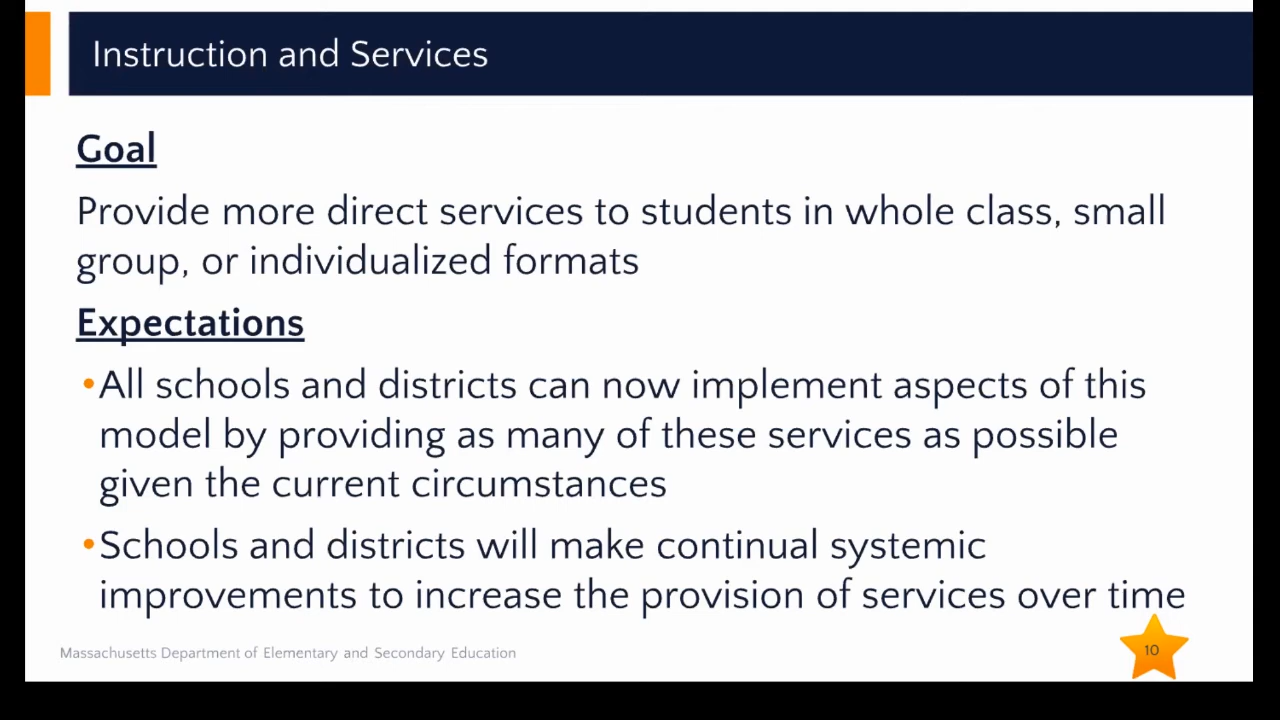 Instruction and Services
Goal
Provide more direct services to students in whole class, small
group, or individualized formats
Expectations
•All schools and districts can now implement aspects of this
model by providing as many of these services as possible
given the current circumstances
•Schools and districts will make continual systemic
improvements to increase the provision of services over time
Massachusetts Department of Elementary and Secondary Education
10